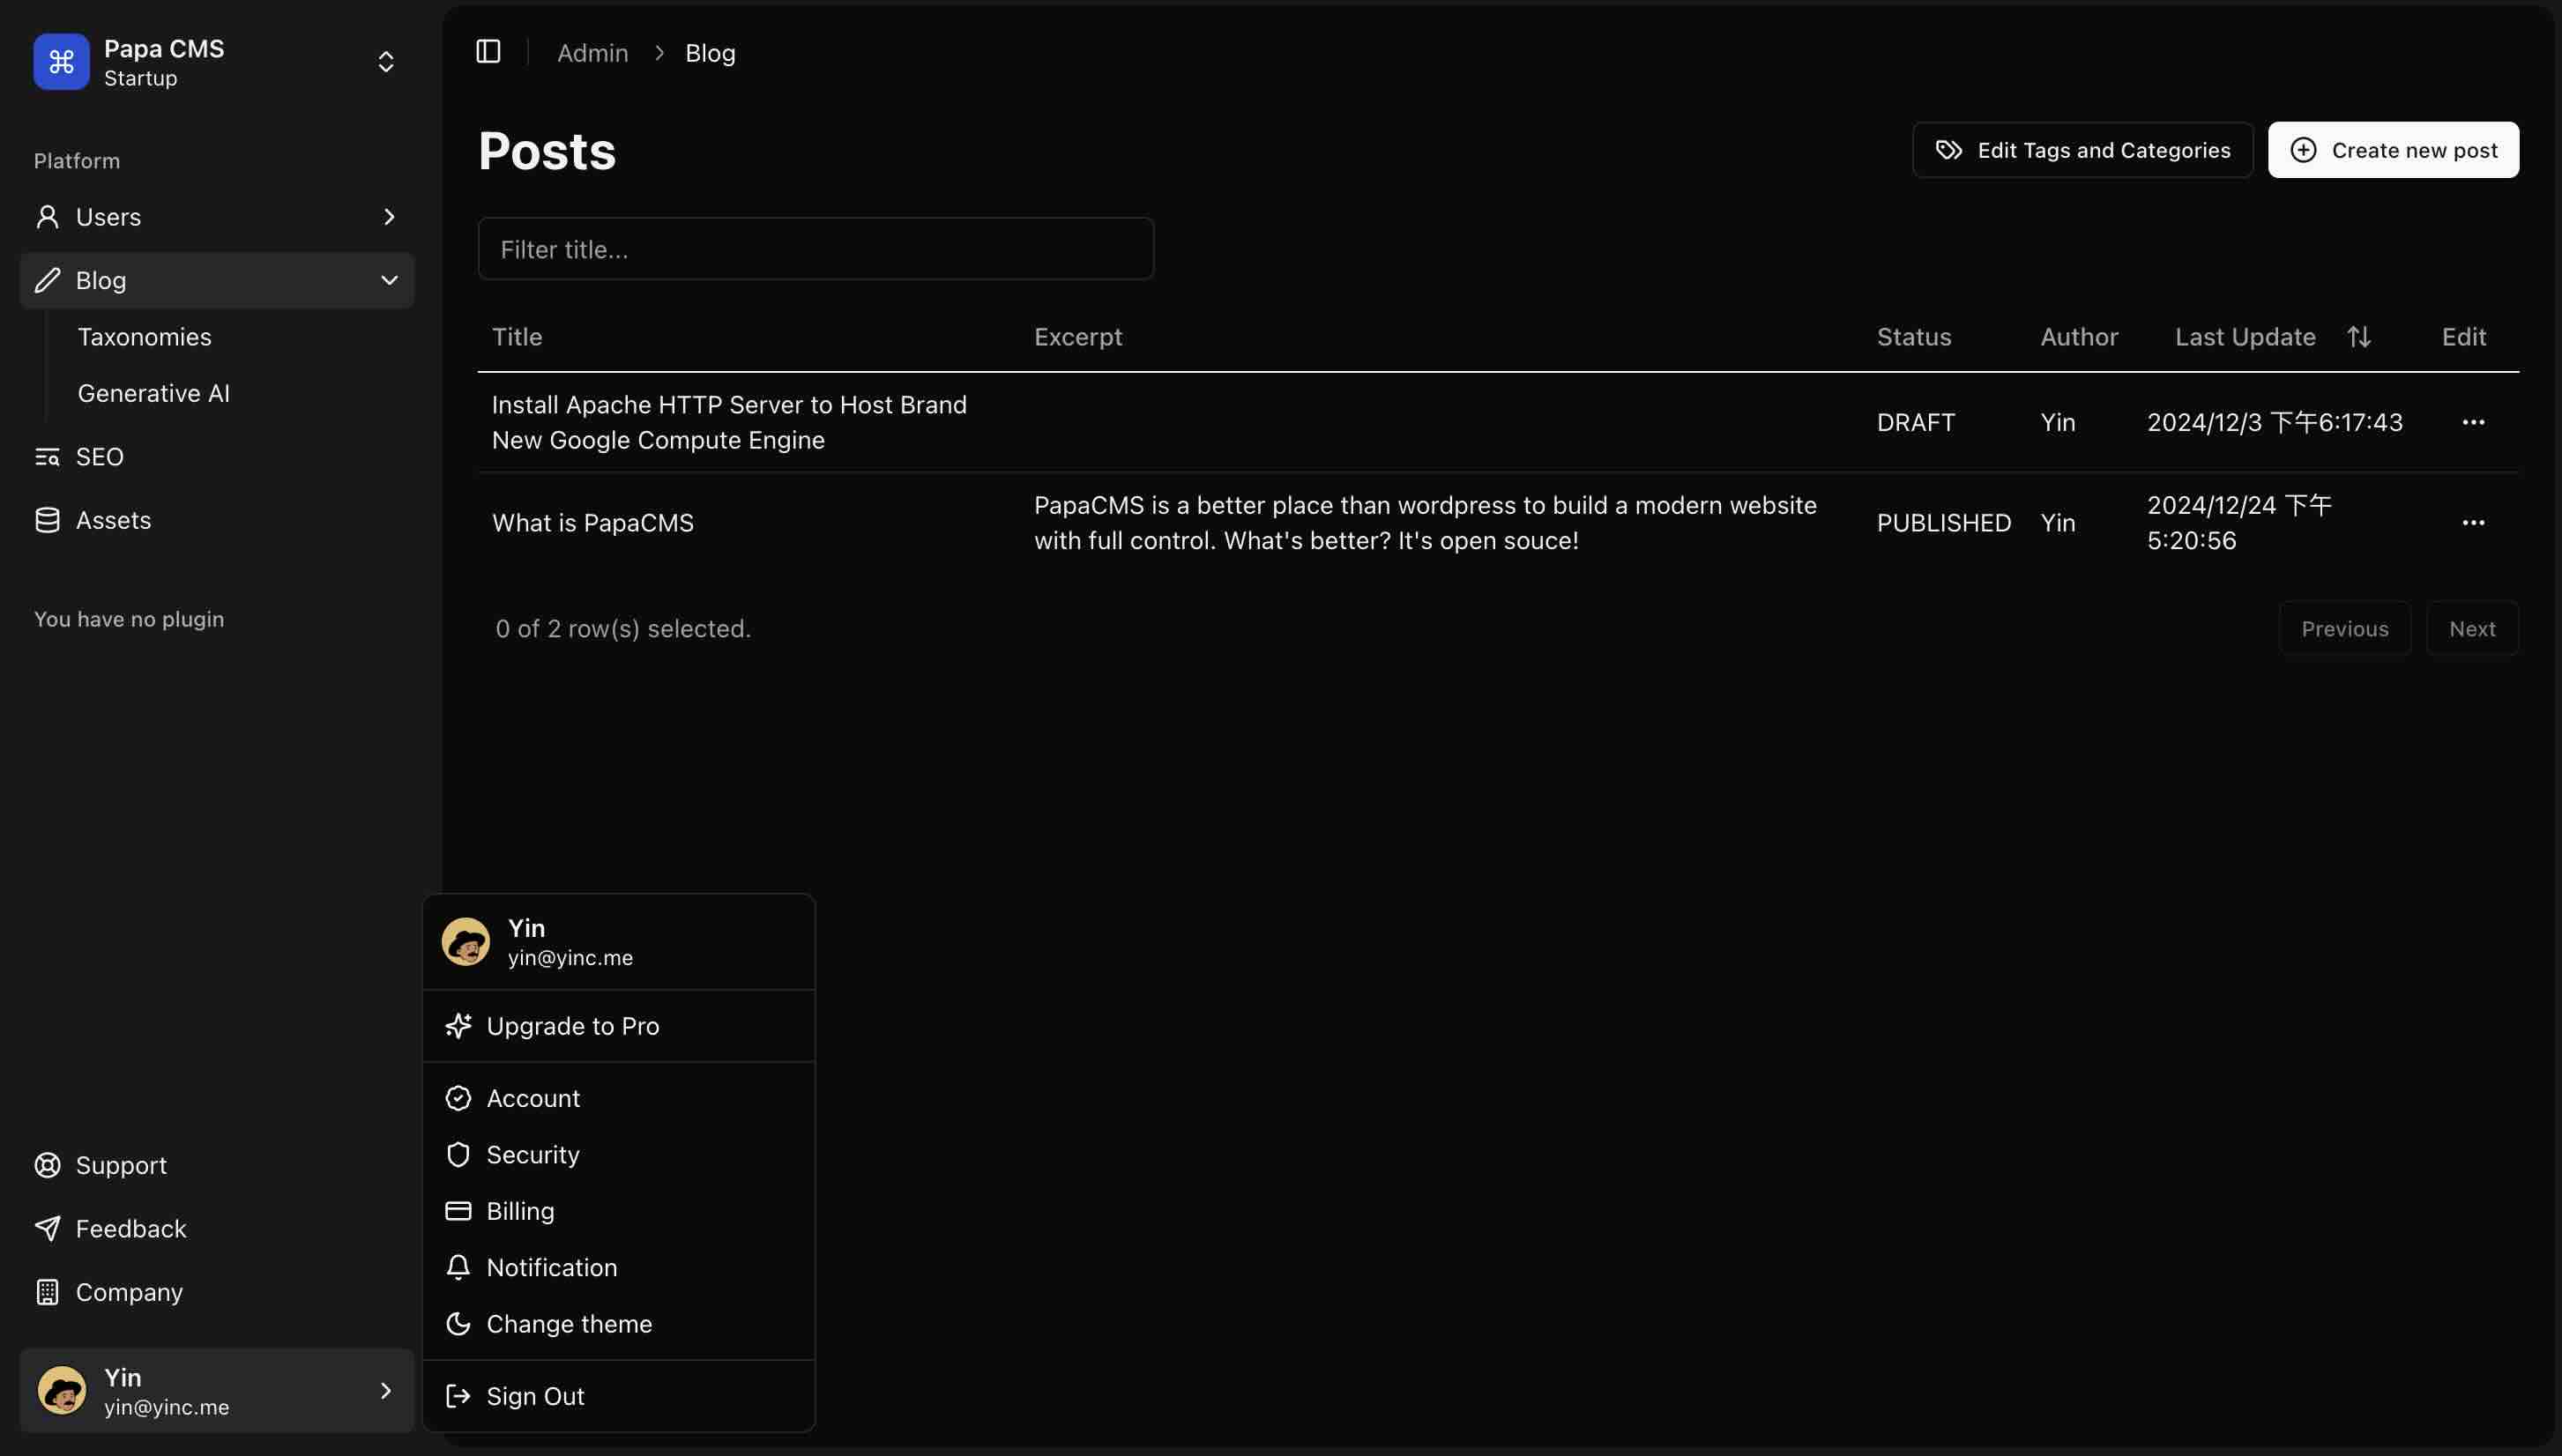 Papa CMS
Startup
Platform
Users
Blog
Taxonomies
Generative AI
SEO
Assets
You have no plugin
Support
Feedback
Company
Yin
yin@yinc.me
Admin > Blog
Posts
Edit Tags and Categories
Create new post
Filter title...
Title Excerpt Status Author Last Update Edit
Install Apache HTTP Server to Host Brand
New Google Compute Engine
DRAFT Yin 2024/12/3 下午6:17:43
What is PapaCMS
PapaCMS is a better place than wordpress to build a modern website
with full control. What's better? It's open souce!
PUBLISHED Yin
2024/12/24 下午
5:20:56
0 of 2 row(s) selected.
Previous Next
Yin
yin@yinc.me
Upgrade to Pro
Account
Security
Billing
Notification
Change theme
Sign Out